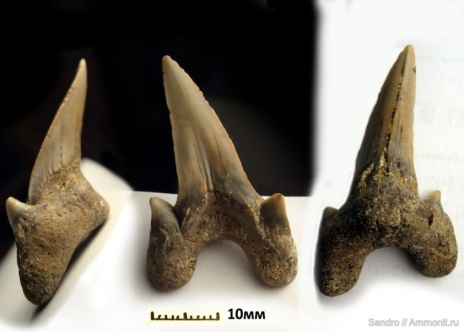 10мм
Sandro // Ammonit.ru